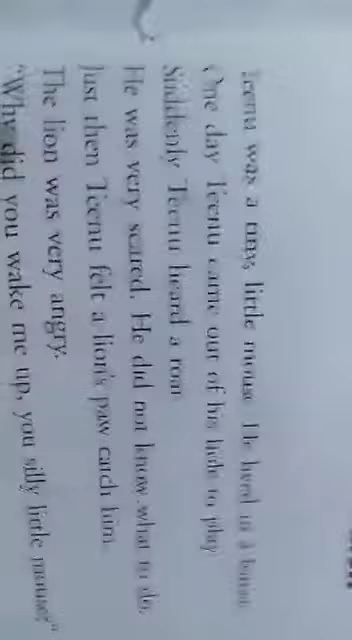 Teenu was a tiny, little mouse. He lived in a
One day Teenu came out of his hole to play
Suddenly Teenu heard a roar
He was very scared. He did not know what to do.
Just then Teenu felt a lion's paw catch him.
The lion was very angry.
"Why did you wake me up, you silly little mouse?"